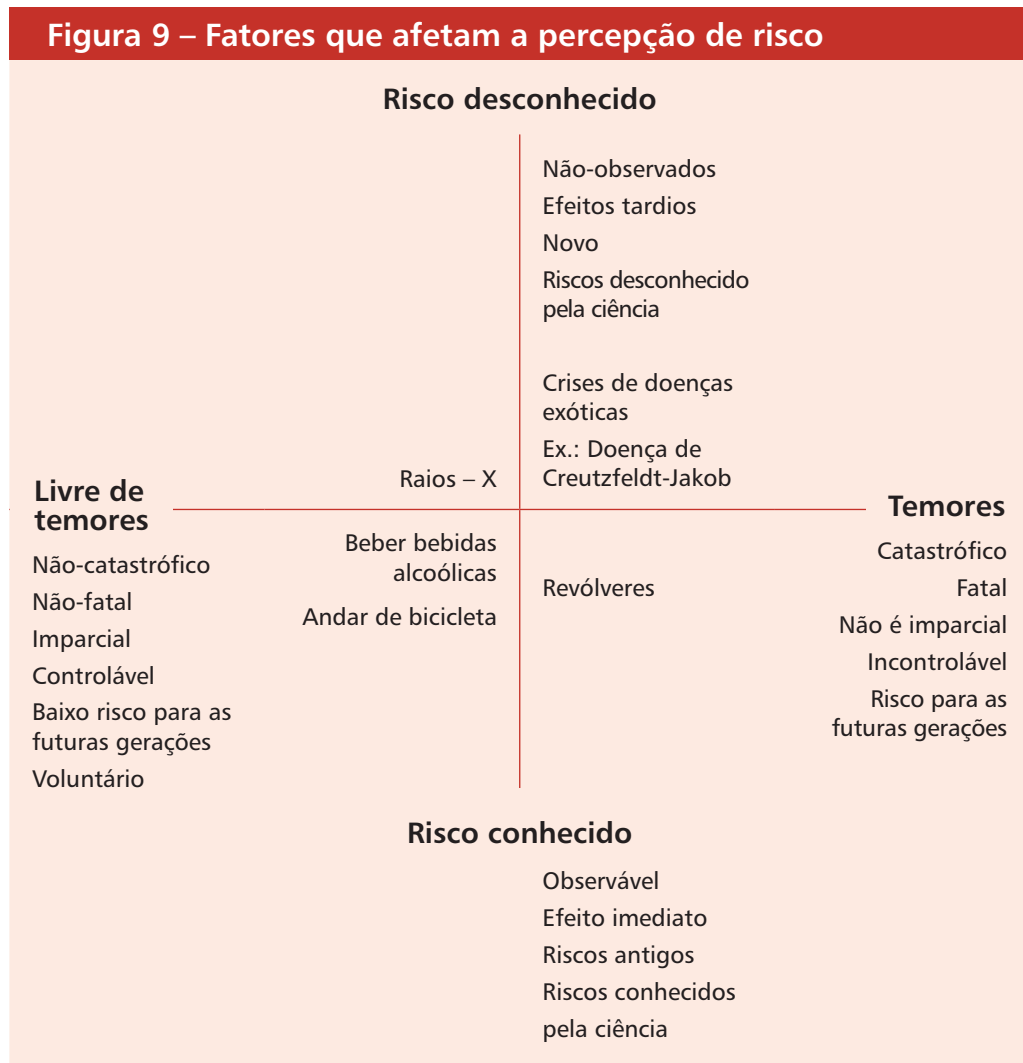 Figura 9 – Fatores que afetam a percepção de risco
Risco desconhecido
Não-observados
Efeitos tardios
Novo
Riscos desconhecido
pela ciência
Crises de doenças
exóticas
Ex.: Doença de
Creutzfeldt-Jakob
Raios – X
Livre de
temores
Não-catastrófico
Não-fatal
Imparcial
Controlável
Baixo risco para as
futuras gerações
Voluntário
Beber bebidas
alcoólicas
Andar de bicicleta
Revólveres
Temores
Catastrófico
Fatal
Não é imparcial
Incontrolável
Risco para as
futuras gerações
Risco conhecido
Observável
Efeito imediato
Riscos antigos
Riscos conhecidos
pela ciência